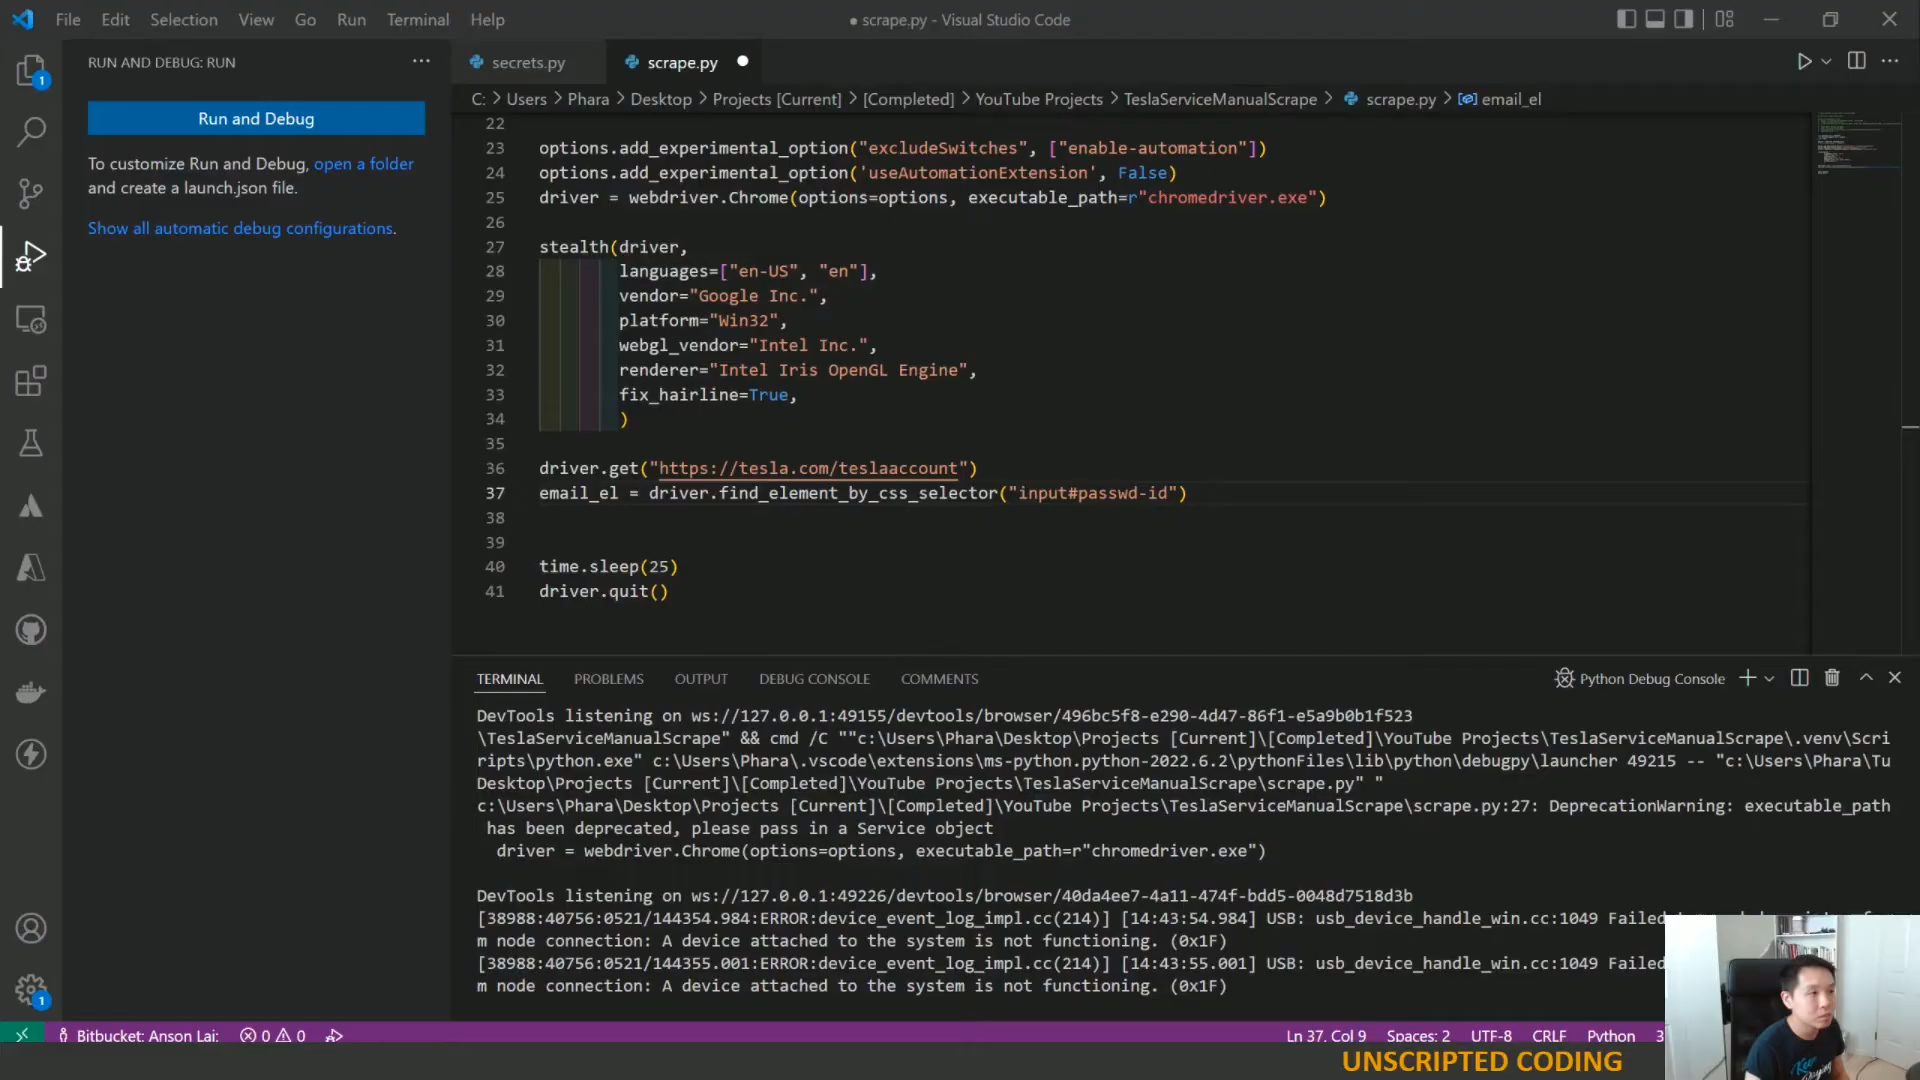 File Edit Selection View Go Run Terminal Help
● scrape.py - Visual Studio Code
RUN AND DEBUG: RUN
Run and Debug
To customize Run and Debug, open a folder
and create a launch.json file.
Show all automatic debug configurations.
1
1
secrets.py
scrape.py
C: > Users > Phara > Desktop > Projects [Current] > [Completed] > YouTube Projects > TeslaServiceManualScrape > scrape.py > email_el
22
23 options.add_experimental_option("excludeSwitches", ["enable-automation"])
24 options.add_experimental_option('useAutomationExtension', False)
25 driver = webdriver.Chrome(options=options, executable_path=r"chromedriver.exe")
26
27 stealth(driver,
28 languages=["en-US", "en"],
29 vendor="Google Inc.",
30 platform="Win32",
31 webgl_vendor="Intel Inc.",
32 renderer="Intel Iris OpenGL Engine",
33 fix_hairline=True,
34 )
35
36 driver.get("https://tesla.com/teslaaccount")
37 email_el = driver.find_element_by_css_selector("input#passwd-id")
38
39
40 time.sleep(25)
41 driver.quit()
TERMINAL PROBLEMS OUTPUT DEBUG CONSOLE COMMENTS
Python Debug Console
DevTools listening on ws://127.0.0.1:49155/devtools/browser/496bc5f8-e290-4d47-86f1-e5a9b0b1f523
\TeslaServiceManualScrape" && cmd /C ""c:\Users\Phara\Desktop\Projects [Current]\[Completed]\YouTube Projects\TeslaServiceManualScrape\.venv\Scri
ripts\python.exe" c:\Users\Phara\.vscode\extensions\ms-python.python-2022.6.2\pythonFiles\lib\python\debugpy\launcher 49215 -- "c:\Users\Phara\Tu
Desktop\Projects [Current]\[Completed]\YouTube Projects\TeslaServiceManualScrape\scrape.py" "
c:\Users\Phara\Desktop\Projects [Current]\[Completed]\YouTube Projects\TeslaServiceManualScrape\scrape.py:27: DeprecationWarning: executable_path
has been deprecated, please pass in a Service object
driver = webdriver.Chrome(options=options, executable_path=r"chromedriver.exe")
DevTools listening on ws://127.0.0.1:49226/devtools/browser/40da4ee7-4a11-474f-bdd5-0048d7518d3b
[38988:40756:0521/144354.984:ERROR:device_event_log_impl.cc(214)] [14:43:54.984] USB: usb_device_handle_win.cc:1049 Failed
m node connection: A device attached to the system is not functioning. (0x1F)
[38988:40756:0521/144355.001:ERROR:device_event_log_impl.cc(214)] [14:43:55.001] USB: usb_device_handle_win.cc:1049 Failed
m node connection: A device attached to the system is not functioning. (0x1F)
Bitbucket: Anson Lai: 0 0 Ln 37, Col 9 Spaces: 2 UTF-8 CRLF Python 3
UNSCRIPTED CODING